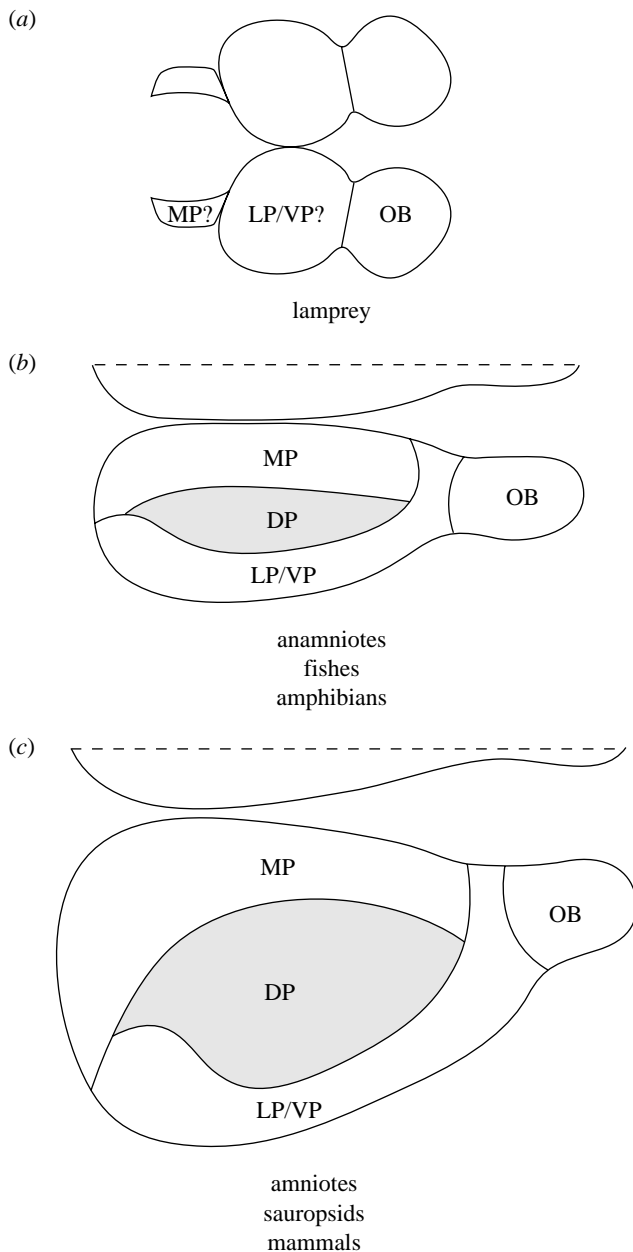 (a)
MP? LP/VP? OB
lamprey
(b)
MP
OB
DP
LP/VP
anamniotes
fishes
amphibians
(c)
MP
OB
DP
LP/VP
amniotes
sauropsids
mammals